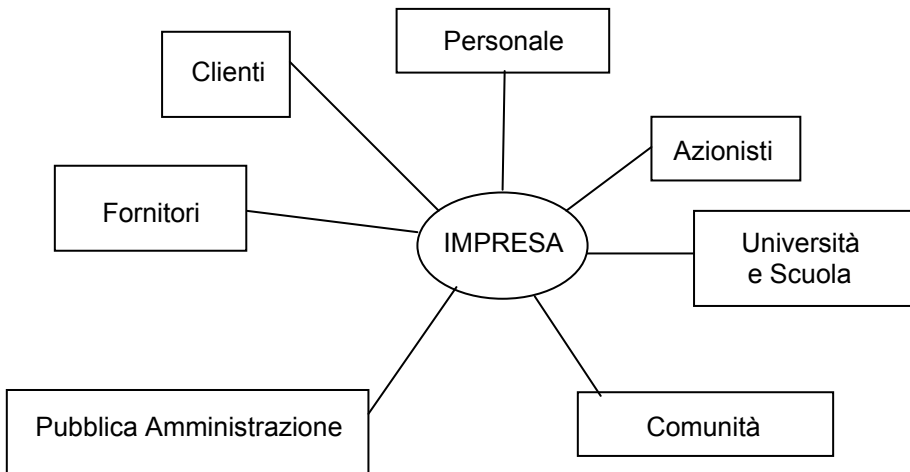 Personale
Clienti
Azionisti
Fornitori
IMPRESA
Università
e Scuola
Pubblica Amministrazione
Comunità